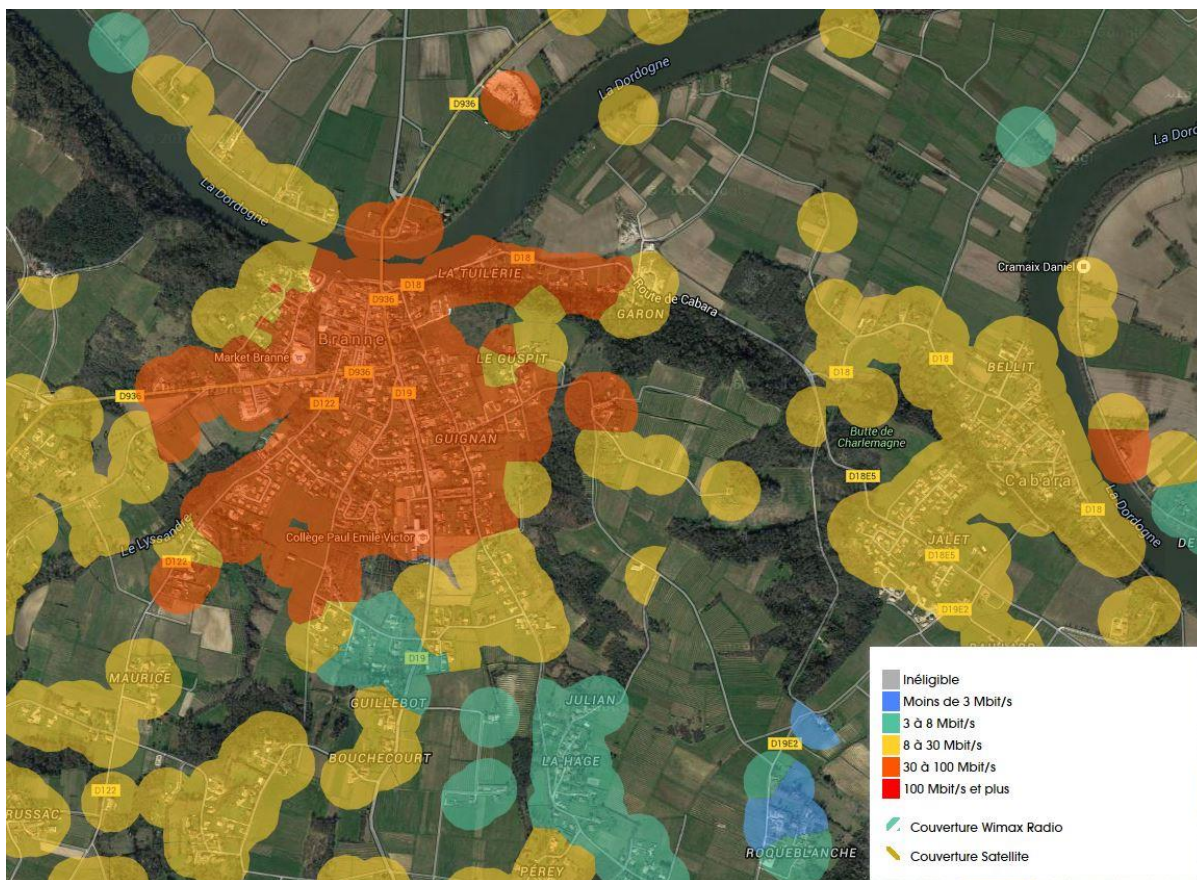 La Dordogne
D936
La Dordogne
La Dordogne
D18
LA TUILERIE
D18
D936
Route de Cabara
GARON
Cramaix Daniel
Branne
Market Branne
LE GUSPIT
D936
D936
D19
D122
GUIGNAN
D18
D18
BELLIT
Butte de
Charlemagne
D18E5
Cabara
D18
La Dordogne
Le Lyssandre
Collège Paul Emile Victor
D122
JALET
D18E5
D19E2
D19
MAURICE
GUILLEBOT
JULIAN
BOUCHECOURT
LA HAGE
D19E2
D122
RUSSAC
PEREY
ROQUEBLANCHE
Inéligible
Moins de 3 Mbit/s
3 à 8 Mbit/s
8 à 30 Mbit/s
30 à 100 Mbit/s
100 Mbit/s et plus
Couverture Wimax Radio
Couverture Satellite